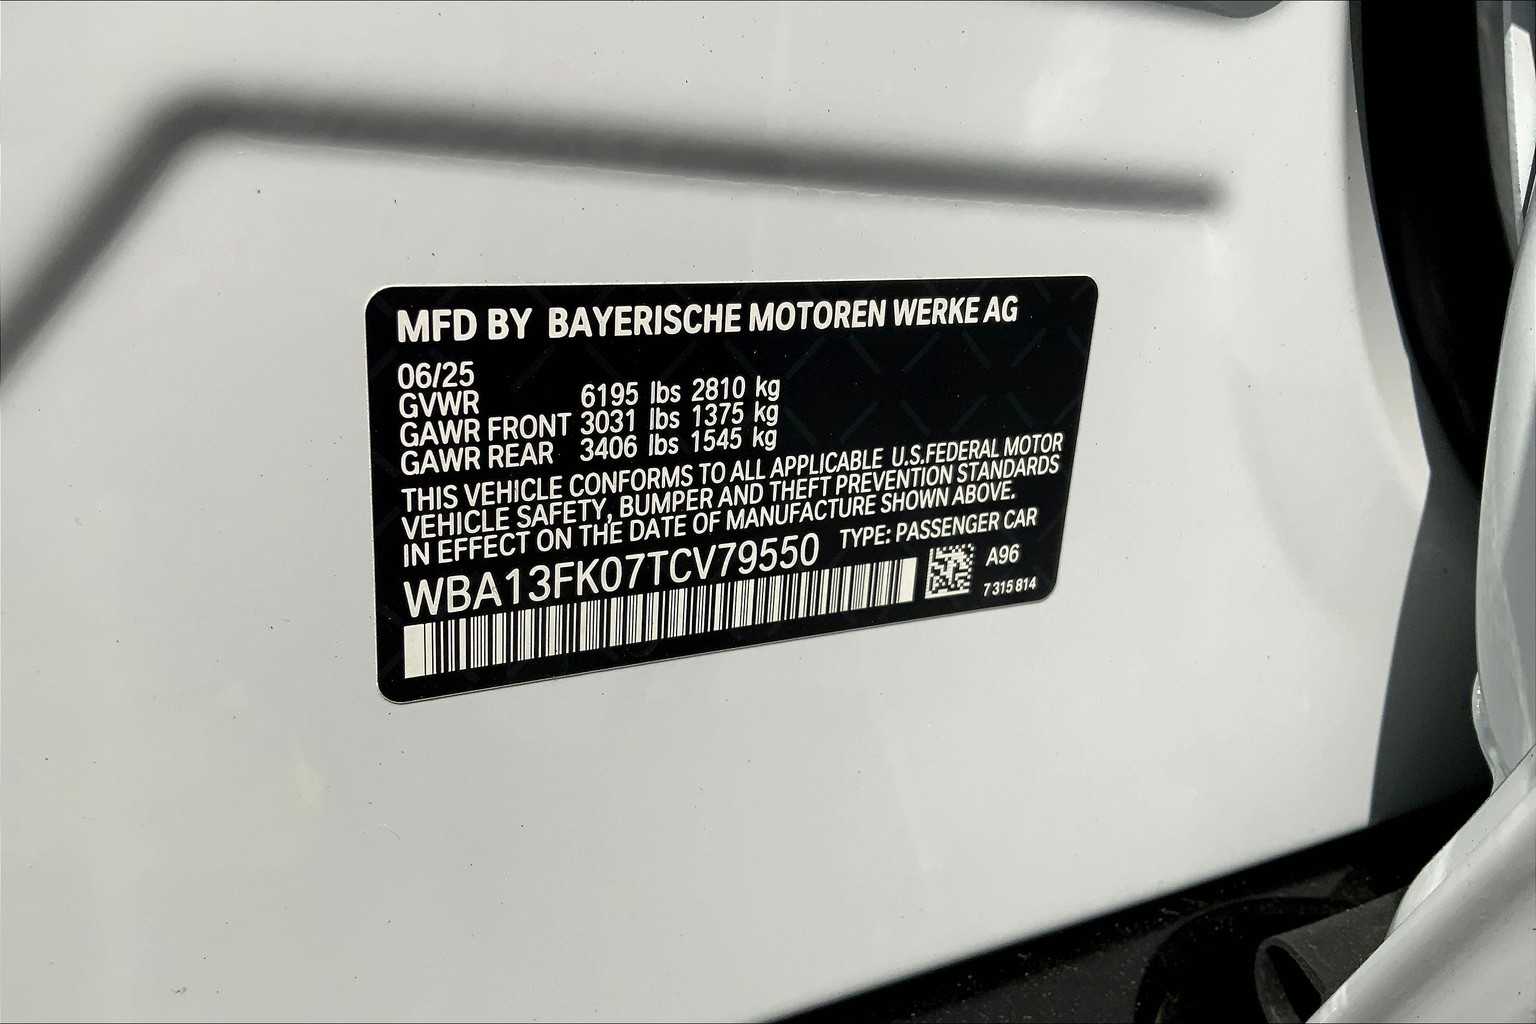 MFD BY BAYERISCHE MOTOREN WERKE AG
06/25
GVWR 6195 lbs 2810 kg
GAWR FRONT 3031 lbs 1375 kg
GAWR REAR 3406 lbs 1545 kg
THIS VEHICLE CONFORMS TO ALL APPLICABLE U.S.FEDERAL MOTOR
VEHICLE SAFETY, BUMPER AND THEFT PREVENTION STANDARDS
IN EFFECT ON THE DATE OF MANUFACTURE SHOWN ABOVE.
WBA13FK07TCV79550 TYPE: PASSENGER CAR
A96
7 315 814